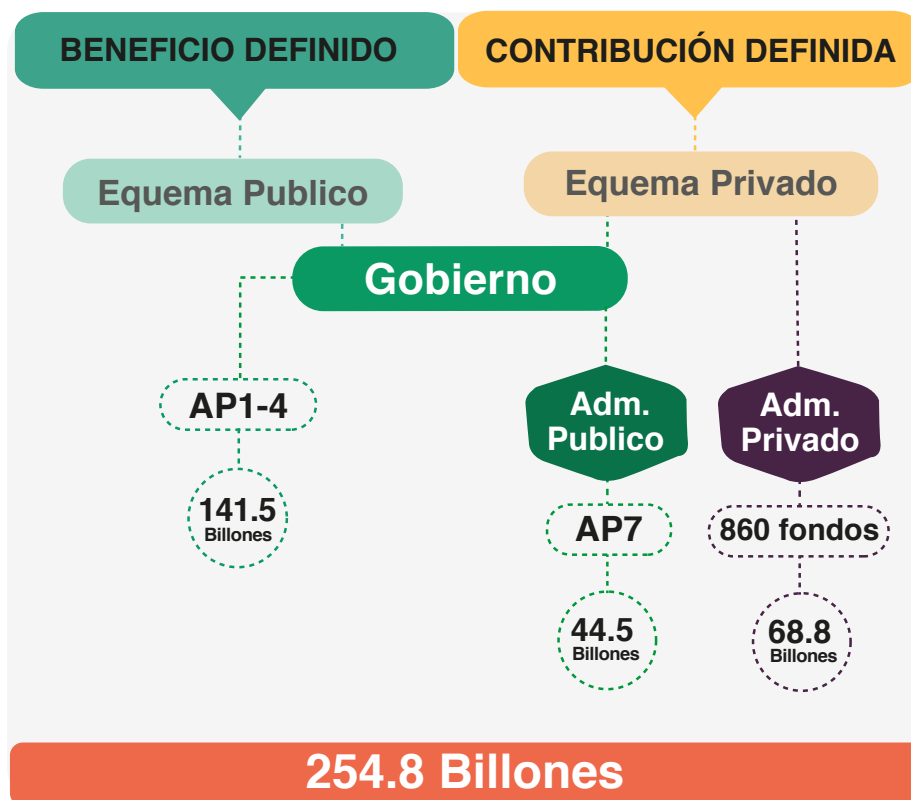 BENEFICIO DEFINIDO
CONTRIBUCIÓN DEFINIDA
Equema Publico
Equema Privado
Gobierno
AP1-4
141.5
Billones
Adm.
Publico
AP7
44.5
Billones
Adm.
Privado
860 fondos
68.8
Billones
254.8 Billones